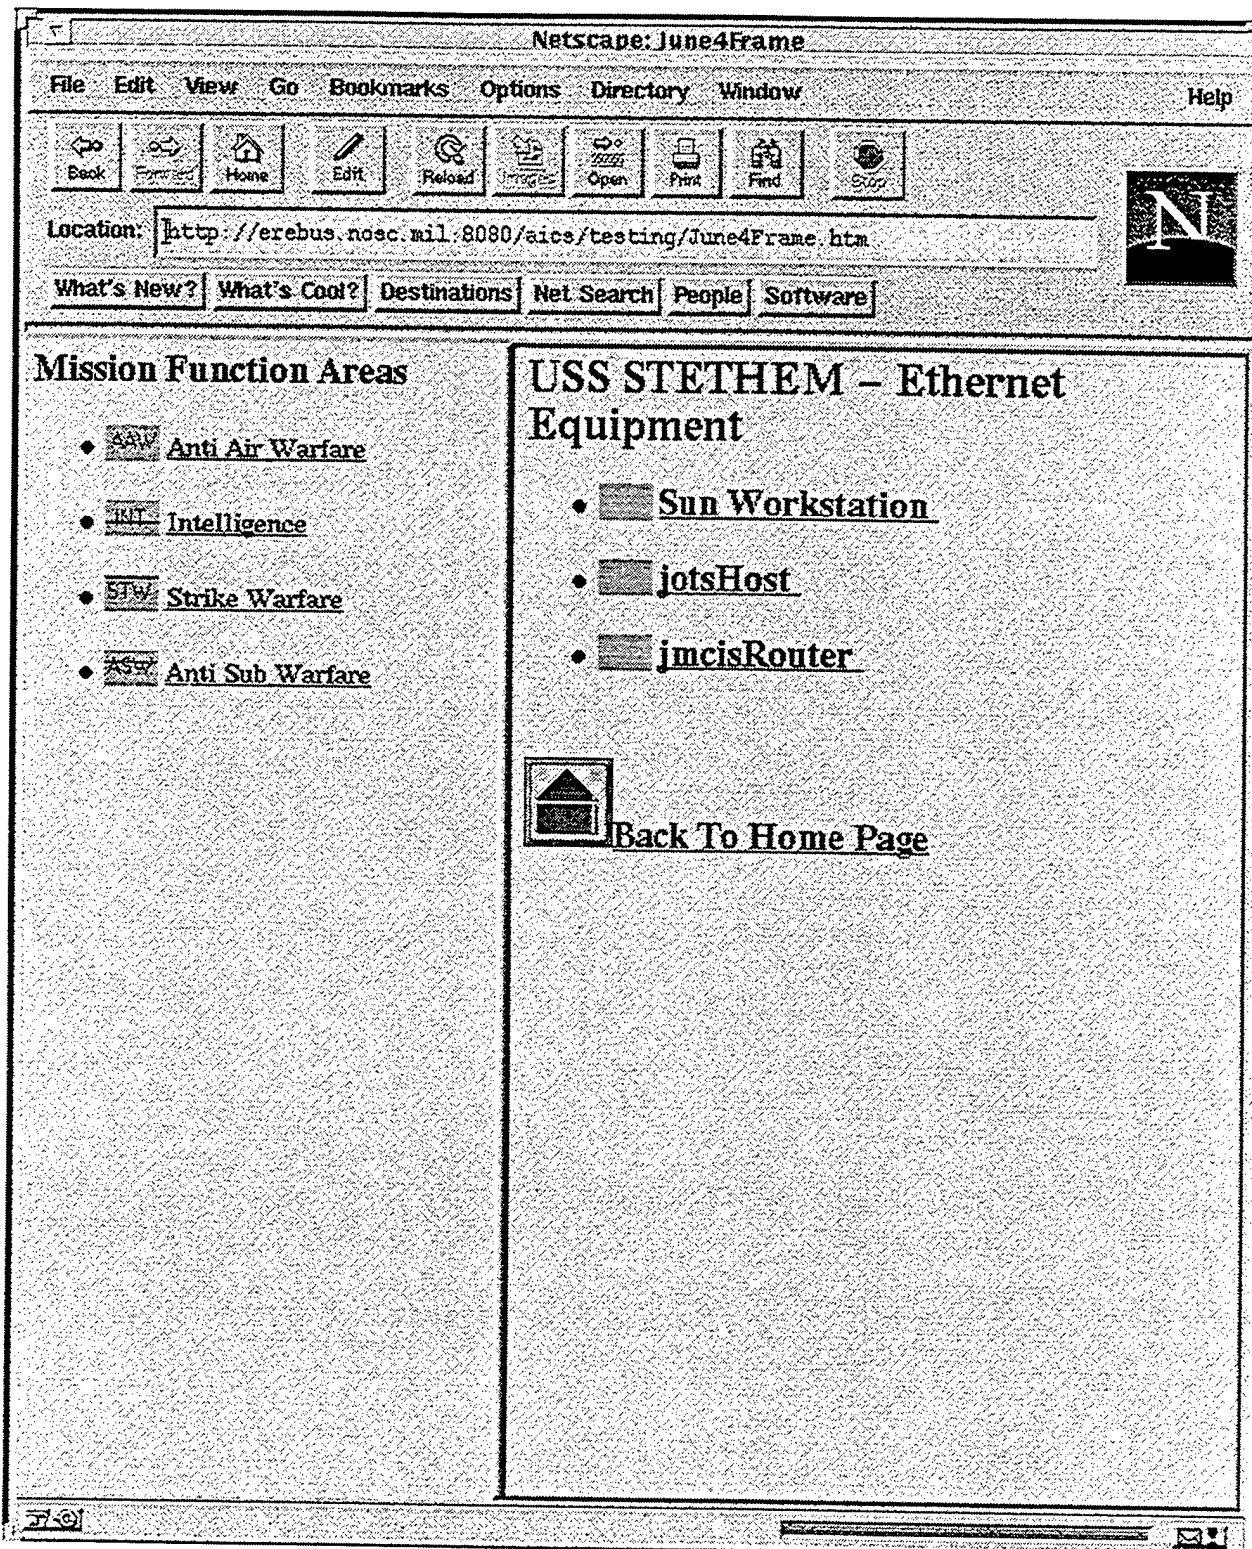 Netscape: June4Frame
File Edit View Go Bookmarks Options Directory Window Help
Back Forward Home Edit Reload Images Open Print Find Stop
N
Location: http://erebus.nosc.mil:8080/aics/testing/June4Frame.htm
What's New? What's Cool? Destinations Net Search People Software
Mission Function Areas
AAW Anti Air Warfare
INT Intelligence
STW Strike Warfare
ASW Anti Sub Warfare
USS STETHEM – Ethernet
Equipment
Sun Workstation
jotsHost
jmcisRouter
Back To Home Page